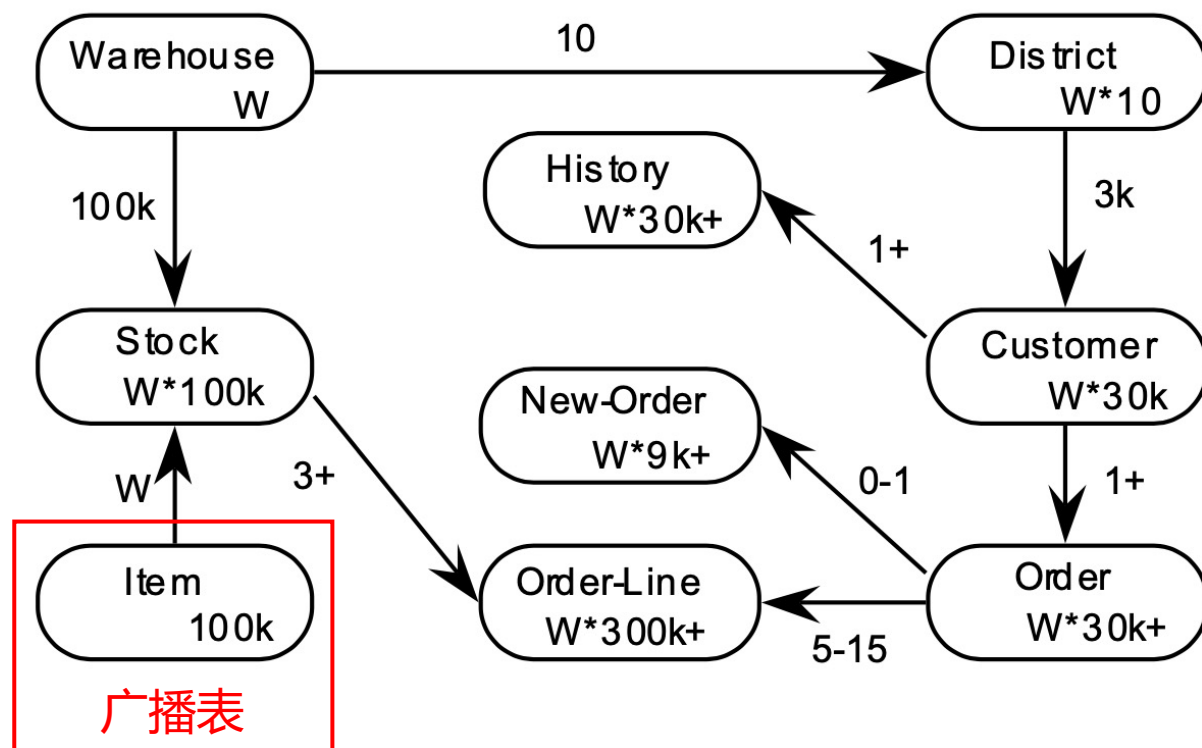 Warehouse
W
10
District
W*10
100k
History
W*30k+
1+
3k
Stock
W*100k
Customer
W*30k
New-Order
W*9k+
W
3+
0-1
1+
Item
100k
Order-Line
W*300k+
5-15
Order
W*30k+
广播表